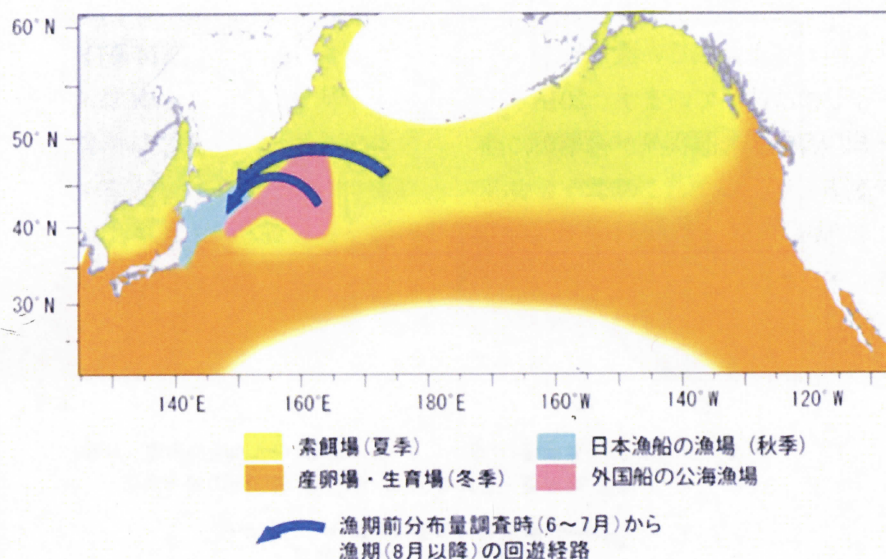 60°N
50°N
40°N
30°N
140°E
160°E
180°E
160°W
140°W
120°W
索餌場(夏季)
日本漁船の漁場(秋季)
産卵場・生育場(冬季)
外国船の公海漁場
漁期前分布量調査時(6〜7月)から
漁期(8月以降)の回遊経路